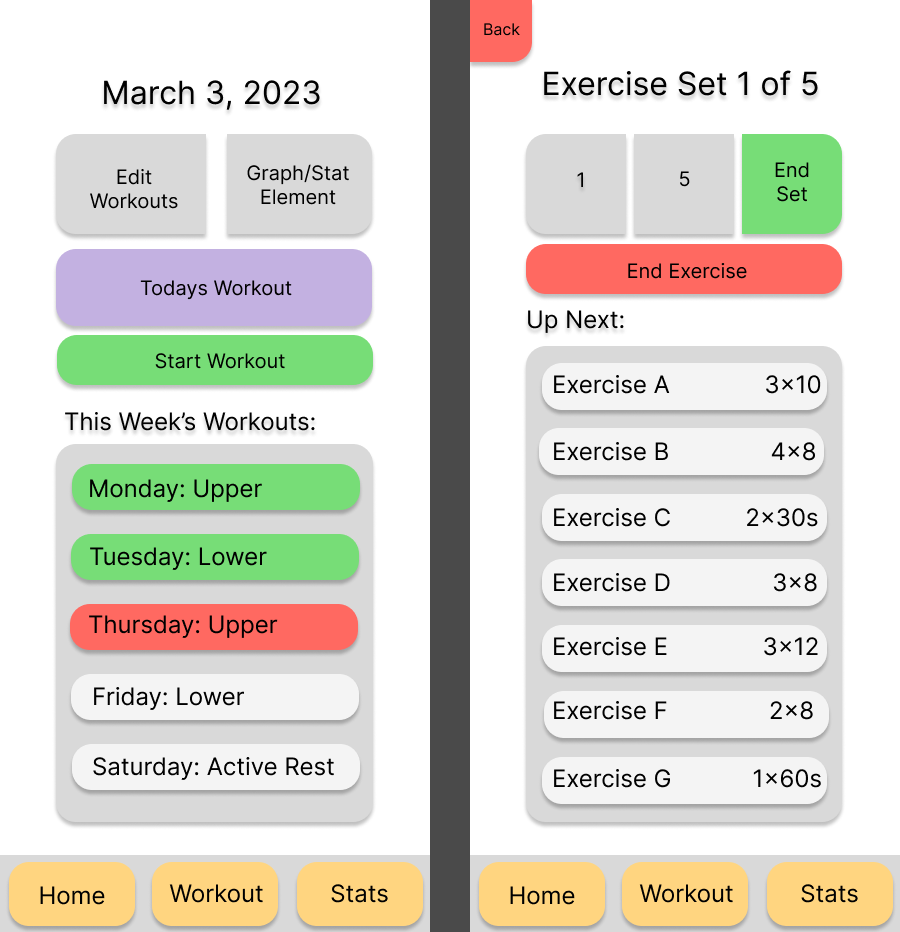 March 3, 2023
Edit
Workouts
Graph/Stat
Element
Todays Workout
Start Workout
This Week’s Workouts:
Monday: Upper
Tuesday: Lower
Thursday: Upper
Friday: Lower
Saturday: Active Rest
Home
Workout
Stats
Back
Exercise Set 1 of 5
1
5
End
Set
End Exercise
Up Next:
Exercise A 3×10
Exercise B 4×8
Exercise C 2×30s
Exercise D 3×8
Exercise E 3×12
Exercise F 2×8
Exercise G 1×60s
Home
Workout
Stats